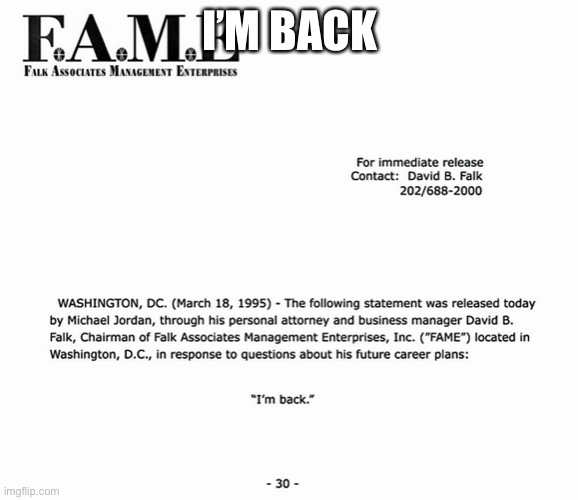 I'M BACK
F.A.M.E
FALK ASSOCIATES MANAGEMENT ENTERPRISES
For immediate release
Contact: David B. Falk
202/688-2000
WASHINGTON, DC. (March 18, 1995) - The following statement was released today
by Michael Jordan, through his personal attorney and business manager David B.
Falk, Chairman of Falk Associates Management Enterprises, Inc. ("FAME") located in
Washington, D.C., in response to questions about his future career plans:
"I'm back."
- 30 -
imgflip.com